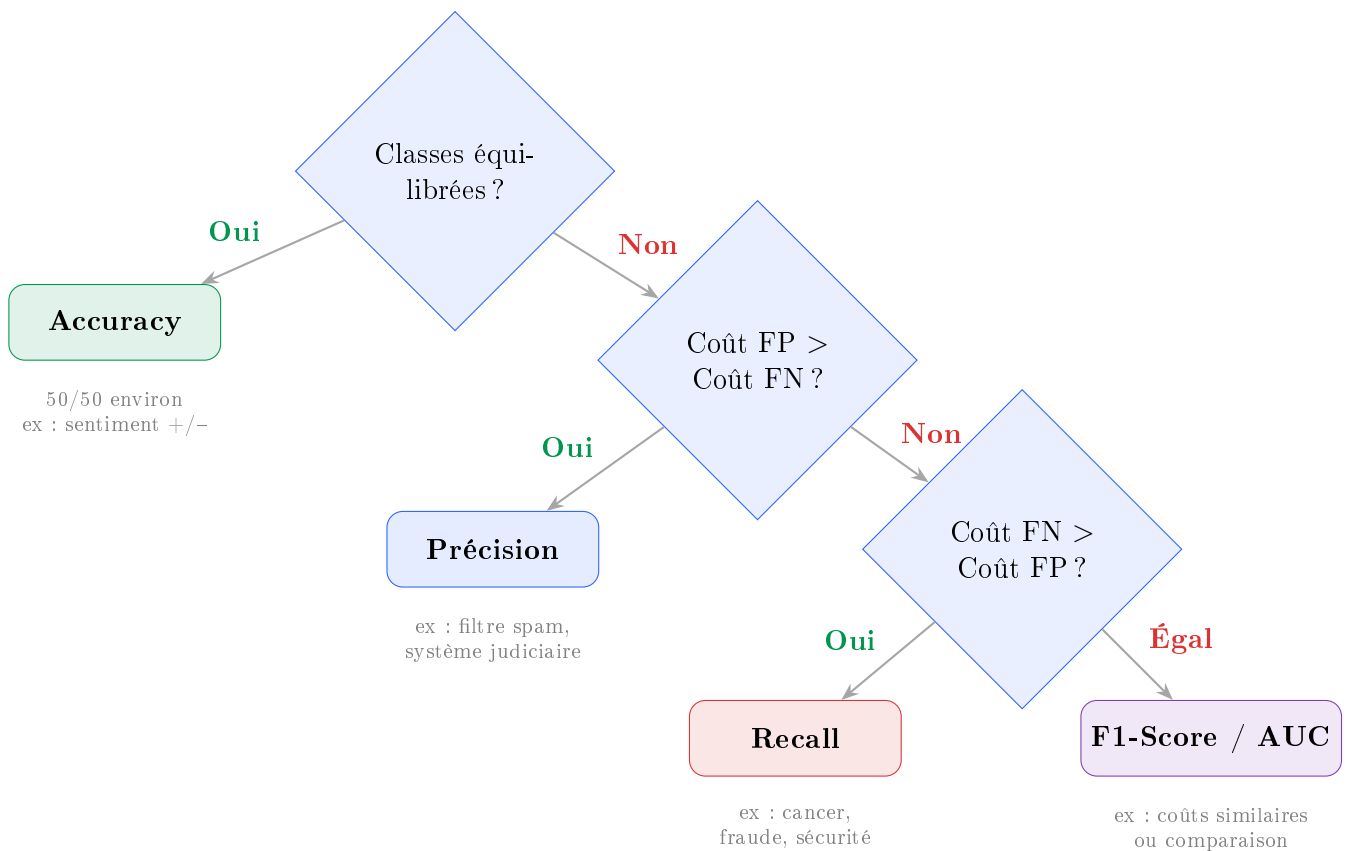 Classes équi-
librées ?
Oui
Non
Accuracy
50/50 environ
ex : sentiment +/–
Coût FP >
Coût FN ?
Oui
Non
Précision
ex : filtre spam,
système judiciaire
Coût FN >
Coût FP ?
Oui
Égal
Recall
ex : cancer,
fraude, sécurité
F1-Score / AUC
ex : coûts similaires
ou comparaison